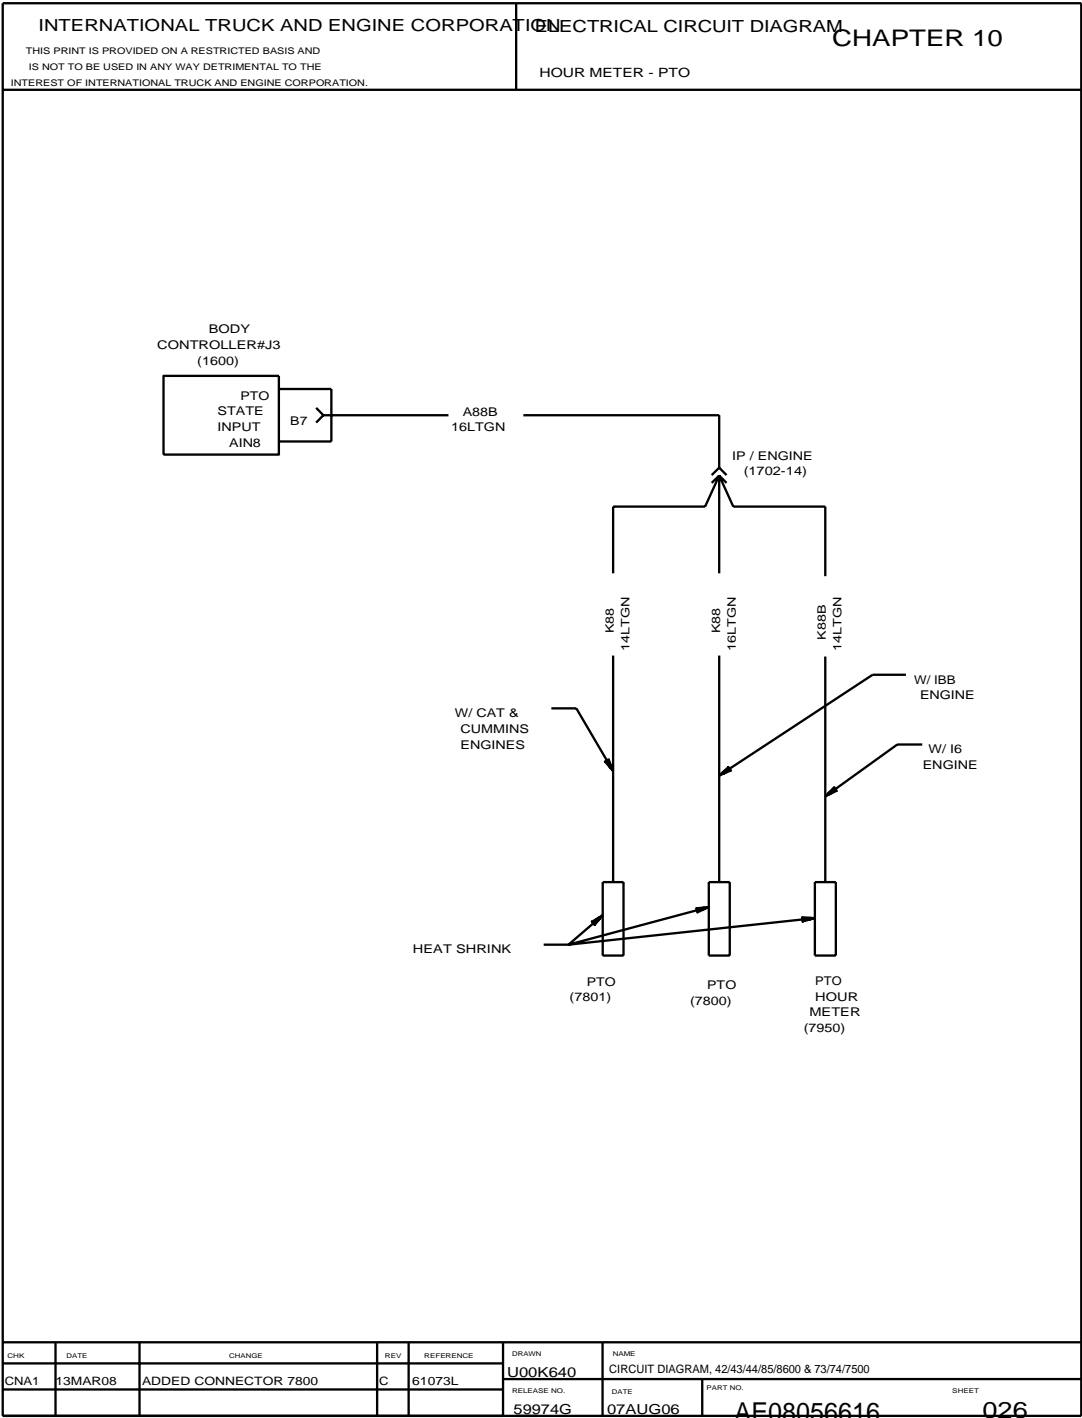 INTERNATIONAL TRUCK AND ENGINE CORPORATION
THIS PRINT IS PROVIDED ON A RESTRICTED BASIS AND
IS NOT TO BE USED IN ANY WAY DETRIMENTAL TO THE
INTEREST OF INTERNATIONAL TRUCK AND ENGINE CORPORATION.
ELECTRICAL CIRCUIT DIAGRAM
CHAPTER 10
HOUR METER - PTO
BODY
CONTROLLER#J3
(1600)
PTO
STATE
INPUT
AIN8
B7
A88B
16LTGN
IP / ENGINE
(1702-14)
K88
14LTGN
K88
16LTGN
K88B
14LTGN
W/ CAT &
CUMMINS
ENGINES
W/ IBB
ENGINE
W/ I6
ENGINE
HEAT SHRINK
PTO
(7801)
PTO
(7800)
PTO
HOUR
METER
(7950)
CHK DATE CHANGE REV REFERENCE
CNA1 13MAR08 ADDED CONNECTOR 7800 C 61073L
DRAWN
U00K640
NAME
CIRCUIT DIAGRAM, 42/43/44/85/8600 & 73/74/7500
RELEASE NO.
59974G
DATE
07AUG06
PART NO.
AE08056616
SHEET
026